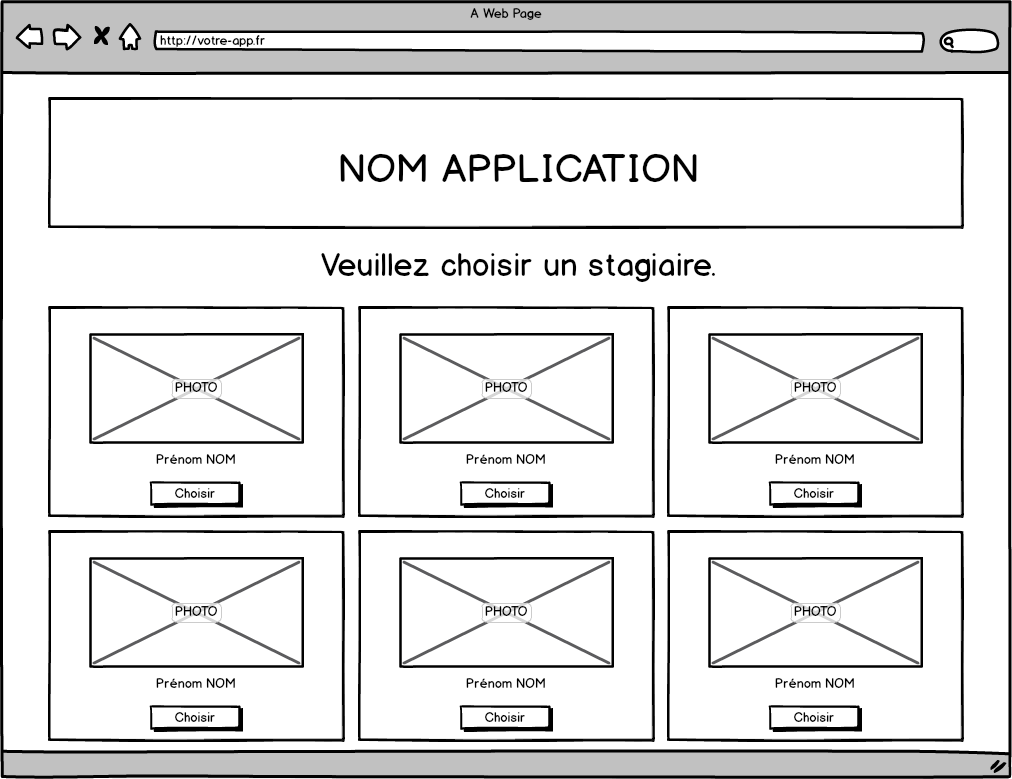 A Web Page
http://votre-app.fr
NOM APPLICATION
Veuillez choisir un stagiaire.
PHOTO
Prénom NOM
Choisir
PHOTO
Prénom NOM
Choisir
PHOTO
Prénom NOM
Choisir
PHOTO
Prénom NOM
Choisir
PHOTO
Prénom NOM
Choisir
PHOTO
Prénom NOM
Choisir